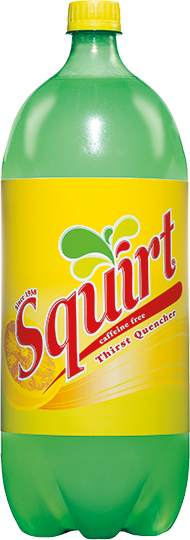 since 1938
Squirt®
caffeine free
Thirst Quencher